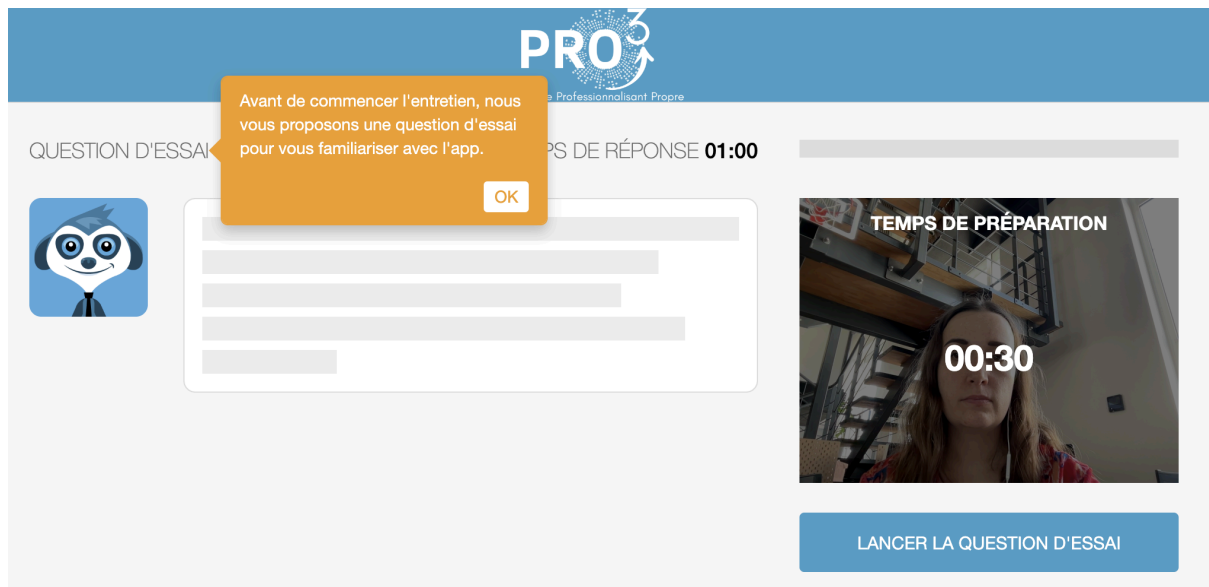 PRO3
e Professionnalisant Propre
Avant de commencer l'entretien, nous
vous proposons une question d'essai
pour vous familiariser avec l'app.
OK
QUESTION D'ESSAI
PS DE RÉPONSE 01:00
TEMPS DE PRÉPARATION
00:30
LANCER LA QUESTION D'ESSAI